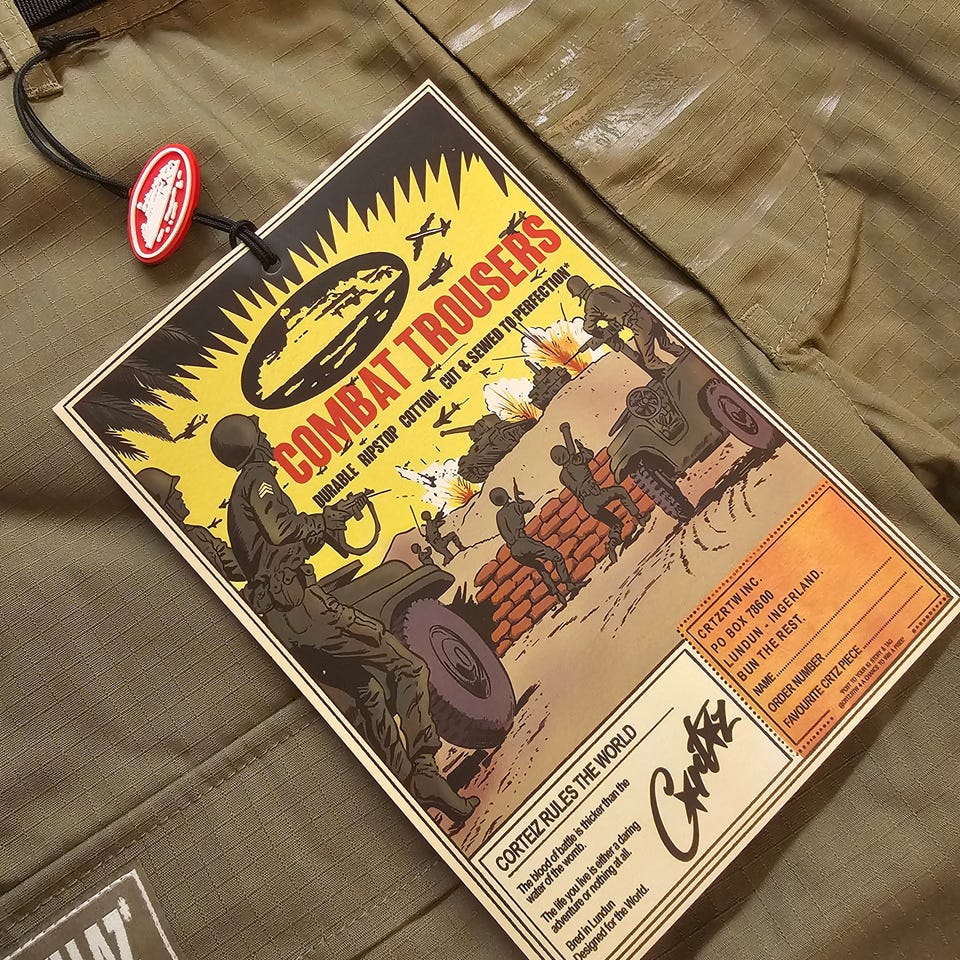 COMBAT TROUSERS
DURABLE RIPSTOP COTTON. CUT & SEWED TO PERFECTION*
CRTZRTW INC.
PO BOX 78600
LUNDUN - INGERLAND.
BUN THE REST.
NAME
ORDER NUMBER
FAVOURITE CRTZ PIECE
CORTEIZ RULES THE WORLD
The blood of battle is thicker than the
water of the womb.
The life you live is either a daring
adventure or nothing at all.
Bred in Lundun
Designed for the World.
Corteiz